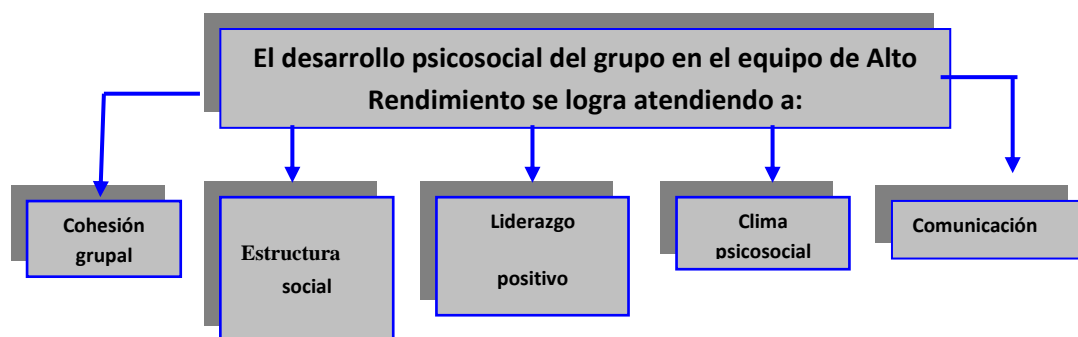 El desarrollo psicosocial del grupo en el equipo de Alto
Rendimiento se logra atendiendo a:
Cohesión
grupal
Estructura
social
Liderazgo
positivo
Clima
psicosocial
Comunicación